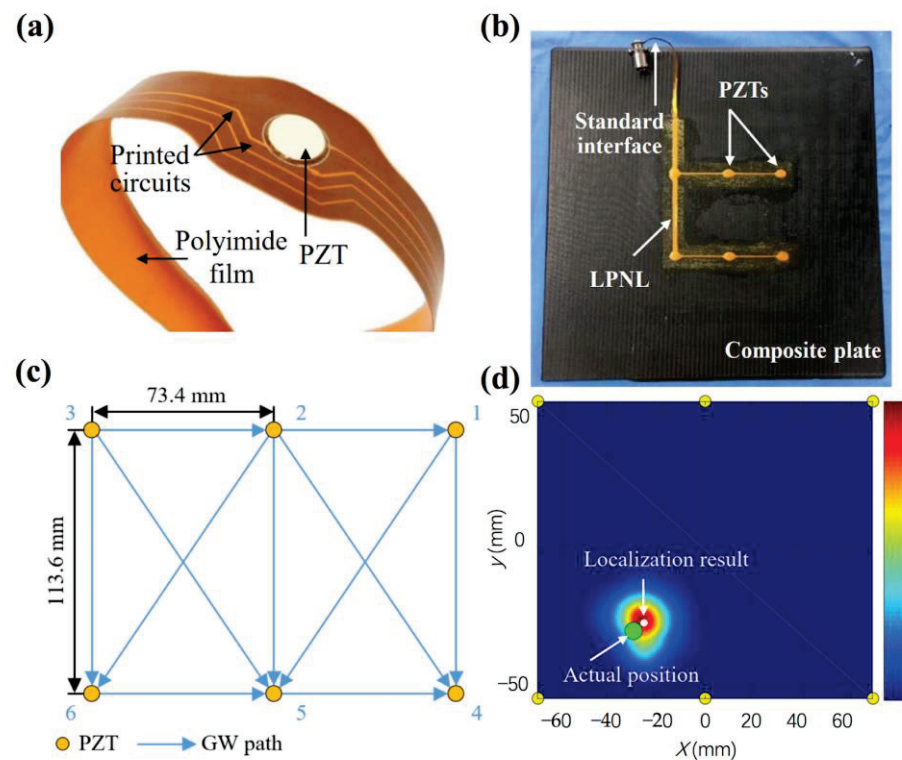 (a)
Printed
circuits
Polyimide
film
PZT
(b)
PZTs
Standard
interface
LPNL
Composite plate
(c)
73.4 mm
3
2
1
113.6 mm
6
5
4
PZT
GW path
(d)
50
0
−50
y(mm)
Localization result
Actual position
−60
−40
−20
0
20
40
60
X(mm)